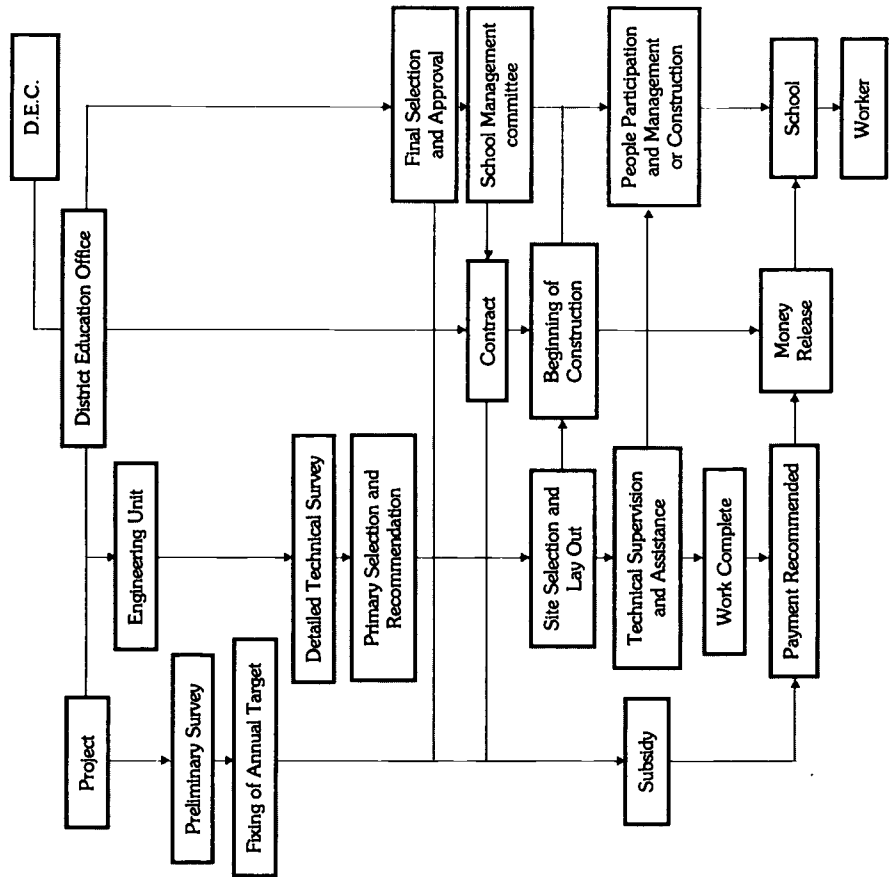 D.E.C.
District Education Office
Project
Engineering Unit
Preliminary Survey
Fixing of Annual Target
Detailed Technical Survey
Primary Selection and
Recommendation
Final Selection
and Approval
School Management
committee
Contract
Site Selection and
Lay Out
Beginning of
Construction
Technical Supervision
and Assistance
People Participation
and Management
or Construction
Subsidy
Work Complete
Payment Recommended
Money
Release
School
Worker